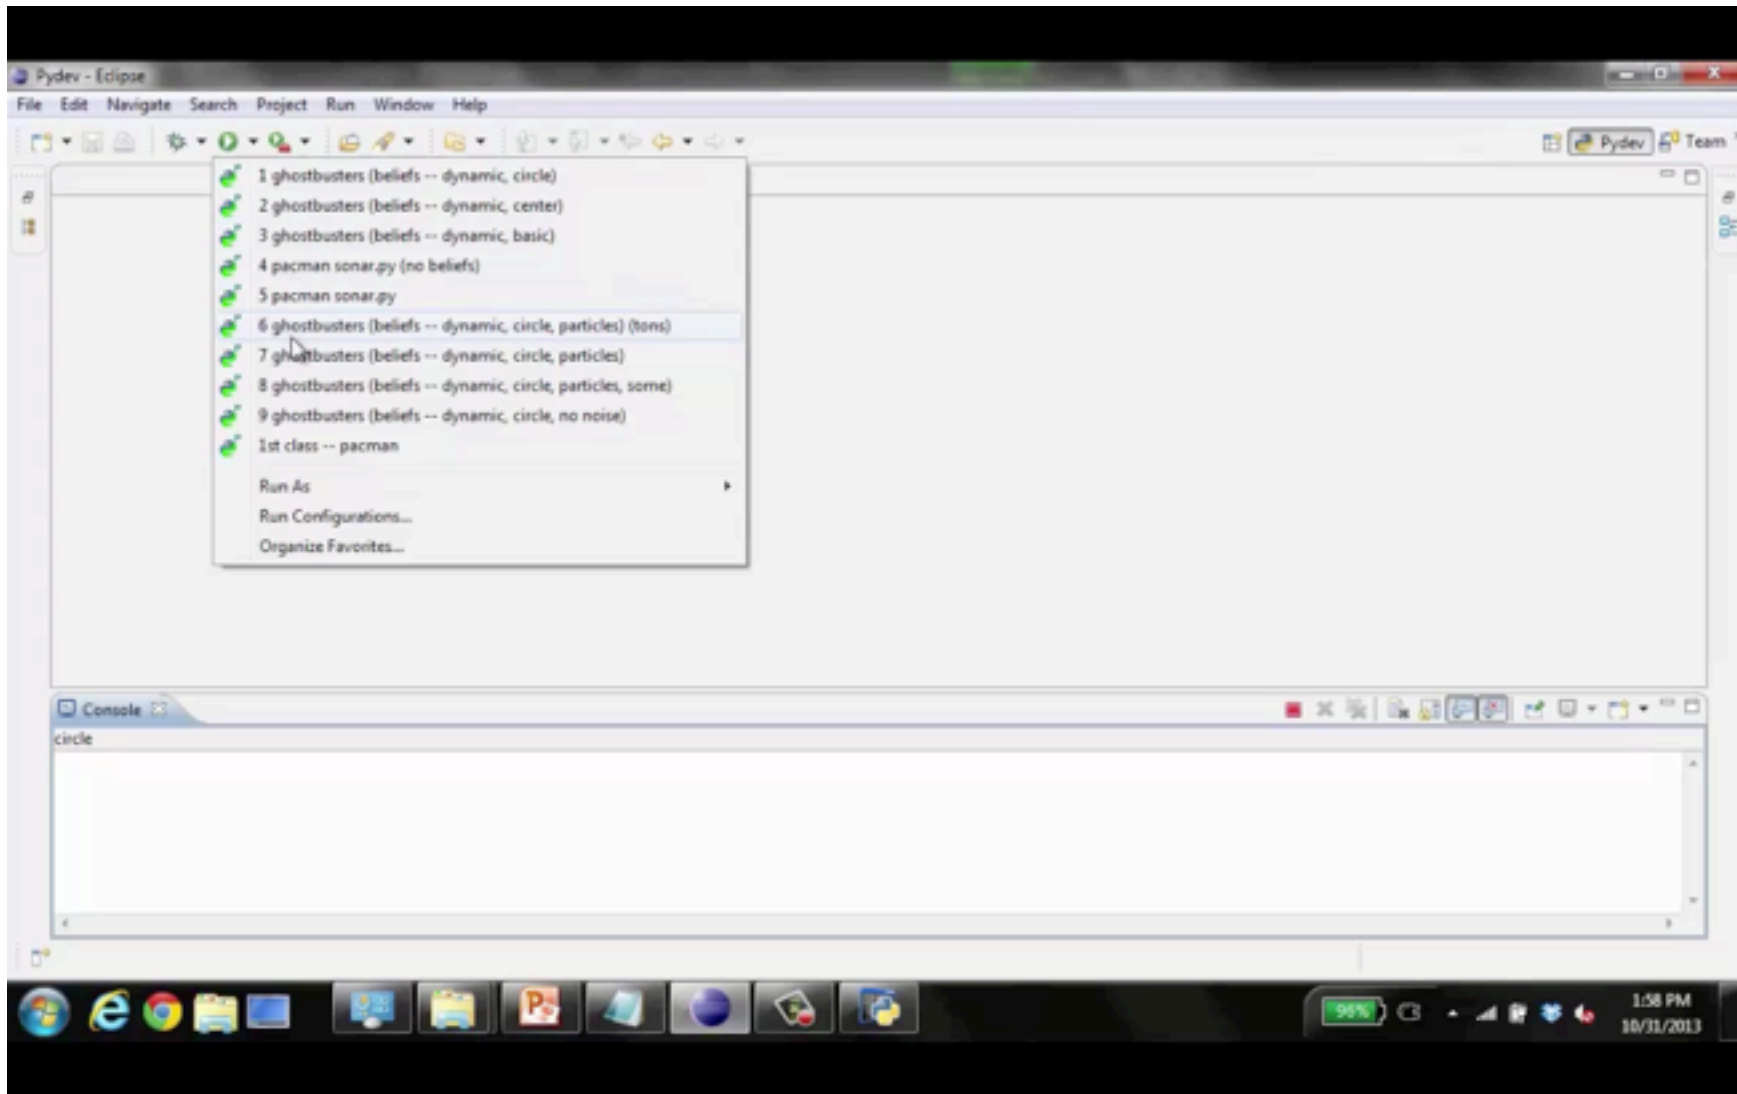 Pydev - Eclipse
File Edit Navigate Search Project Run Window Help
Pydev Team
1 ghostbusters (beliefs -- dynamic, circle)
2 ghostbusters (beliefs -- dynamic, center)
3 ghostbusters (beliefs -- dynamic, basic)
4 pacman sonar.py (no beliefs)
5 pacman sonar.py
6 ghostbusters (beliefs -- dynamic, circle, particles) (tons)
7 ghostbusters (beliefs -- dynamic, circle, particles)
8 ghostbusters (beliefs -- dynamic, circle, particles, some)
9 ghostbusters (beliefs -- dynamic, circle, no noise)
1st class -- pacman
Run As
Run Configurations...
Organize Favorites...
Console
circle
96%
1:58 PM
10/31/2013